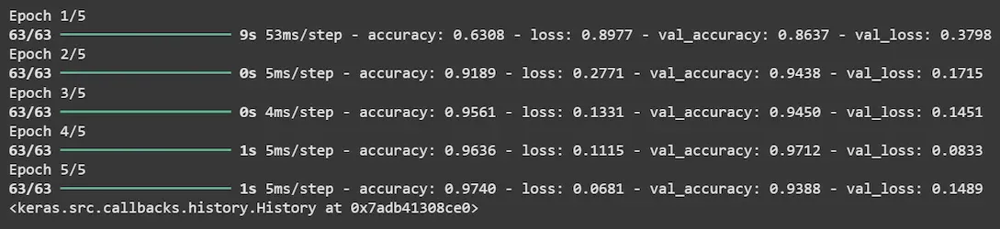 Epoch 1/5
63/63 ━━━━━━━━━━━━━━━━━━━━ 9s 53ms/step - accuracy: 0.6308 - loss: 0.8977 - val_accuracy: 0.8637 - val_loss: 0.3798
Epoch 2/5
63/63 ━━━━━━━━━━━━━━━━━━━━ 0s 5ms/step - accuracy: 0.9189 - loss: 0.2771 - val_accuracy: 0.9438 - val_loss: 0.1715
Epoch 3/5
63/63 ━━━━━━━━━━━━━━━━━━━━ 0s 4ms/step - accuracy: 0.9561 - loss: 0.1331 - val_accuracy: 0.9450 - val_loss: 0.1451
Epoch 4/5
63/63 ━━━━━━━━━━━━━━━━━━━━ 1s 5ms/step - accuracy: 0.9636 - loss: 0.1115 - val_accuracy: 0.9712 - val_loss: 0.0833
Epoch 5/5
63/63 ━━━━━━━━━━━━━━━━━━━━ 1s 5ms/step - accuracy: 0.9740 - loss: 0.0681 - val_accuracy: 0.9388 - val_loss: 0.1489
<keras.src.callbacks.history.History at 0x7adb41308ce0>